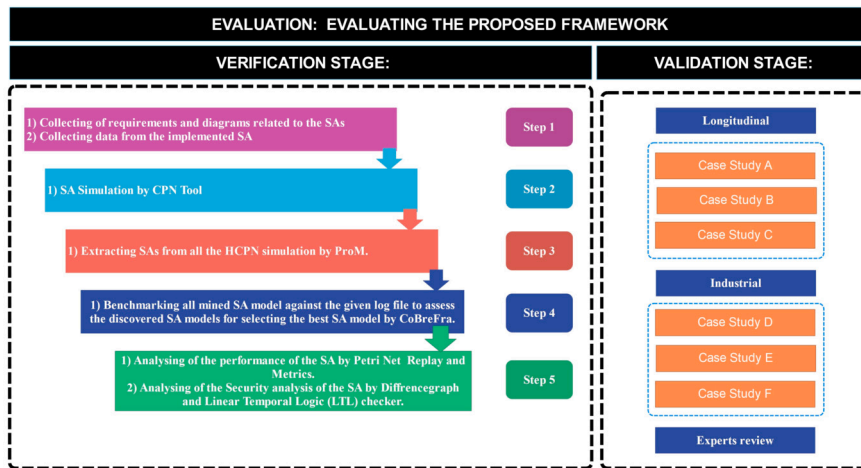 EVALUATION: EVALUATING THE PROPOSED FRAMEWORK
VERIFICATION STAGE:
1) Collecting of requirements and diagrams related to the SAs
2) Collecting data from the implemented SA
Step 1
1) SA Simulation by CPN Tool
Step 2
1) Extracting SAs from all the HCPN simulation by ProM.
Step 3
1) Benchmarking all mined SA model against the given log file to assess
the discovered SA models for selecting the best SA model by CoBreFra.
Step 4
1) Analysing of the performance of the SA by Petri Net Replay and
Metrics.
2) Analysing of the Security analysis of the SA by Diffrencegraph
and Linear Temporal Logic (LTL) checker.
Step 5
VALIDATION STAGE:
Longitudinal
Case Study A
Case Study B
Case Study C
Industrial
Case Study D
Case Study E
Case Study F
Experts review